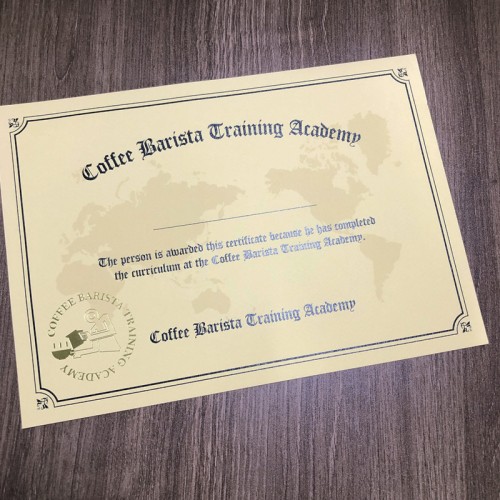 Coffee Barista Training Academy
The person is awarded this certificate because he has completed
the curriculum at the Coffee Barista Training Academy.
COFFEE BARISTA TRAINING ACADEMY
Coffee Barista Training Academy